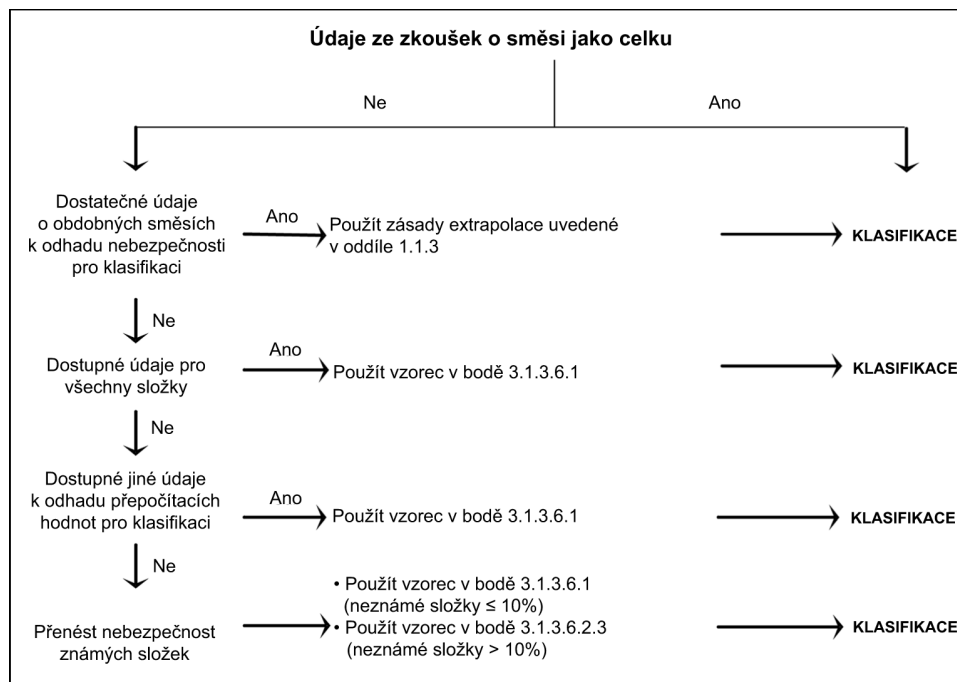 Údaje ze zkoušek o směsi jako celku
Ne
Ano
Dostatečné údaje
o obdobných směsích
k odhadu nebezpečnosti
pro klasifikaci
Ano
Použít zásady extrapolace uvedené
v oddíle 1.1.3
KLASIFIKACE
Ne
Dostupné údaje pro
všechny složky
Ano
Použít vzorec v bodě 3.1.3.6.1
KLASIFIKACE
Ne
Dostupné jiné údaje
k odhadu přepočítacích
hodnot pro klasifikaci
Ano
Použít vzorec v bodě 3.1.3.6.1
KLASIFIKACE
Ne
Přenést nebezpečnost
známých složek
• Použít vzorec v bodě 3.1.3.6.1
(neznámé složky ≤ 10%)
• Použít vzorec v bodě 3.1.3.6.2.3
(neznámé složky > 10%)
KLASIFIKACE